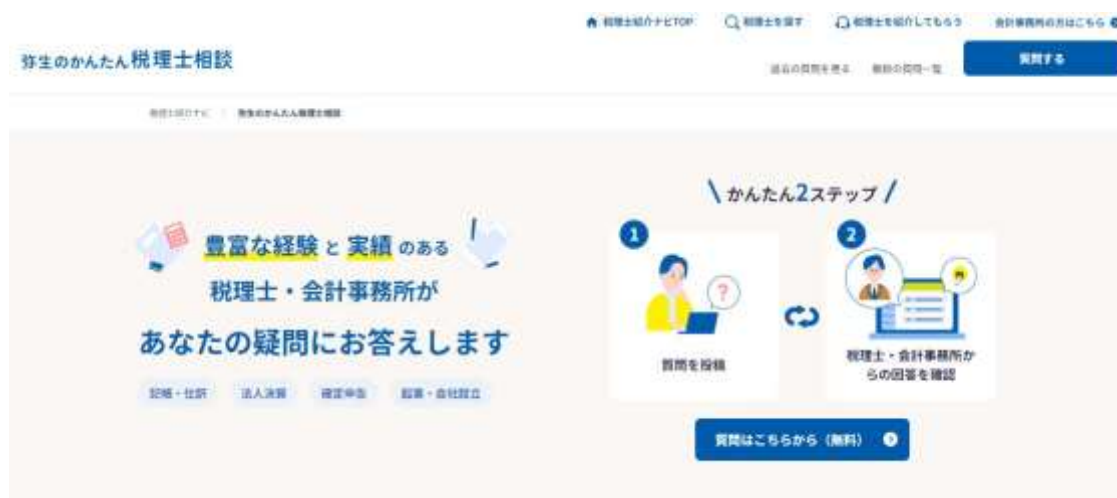 税理士紹介ナビTOP
税理士を探す
税理士を紹介してもらう
会計事務所の方はこちら
弥生のかんたん税理士相談
過去の質問を見る
最新の質問一覧
質問する
税理士紹介ナビ
弥生のかんたん税理士相談
豊富な経験 と 実績 のある
税理士・会計事務所が
あなたの疑問にお答えします
記帳・仕訳
法人決算
確定申告
起業・会社設立
かんたん2ステップ
1
?
質問を投稿
2
税理士・会計事務所か
らの回答を確認
質問はこちらから（無料）